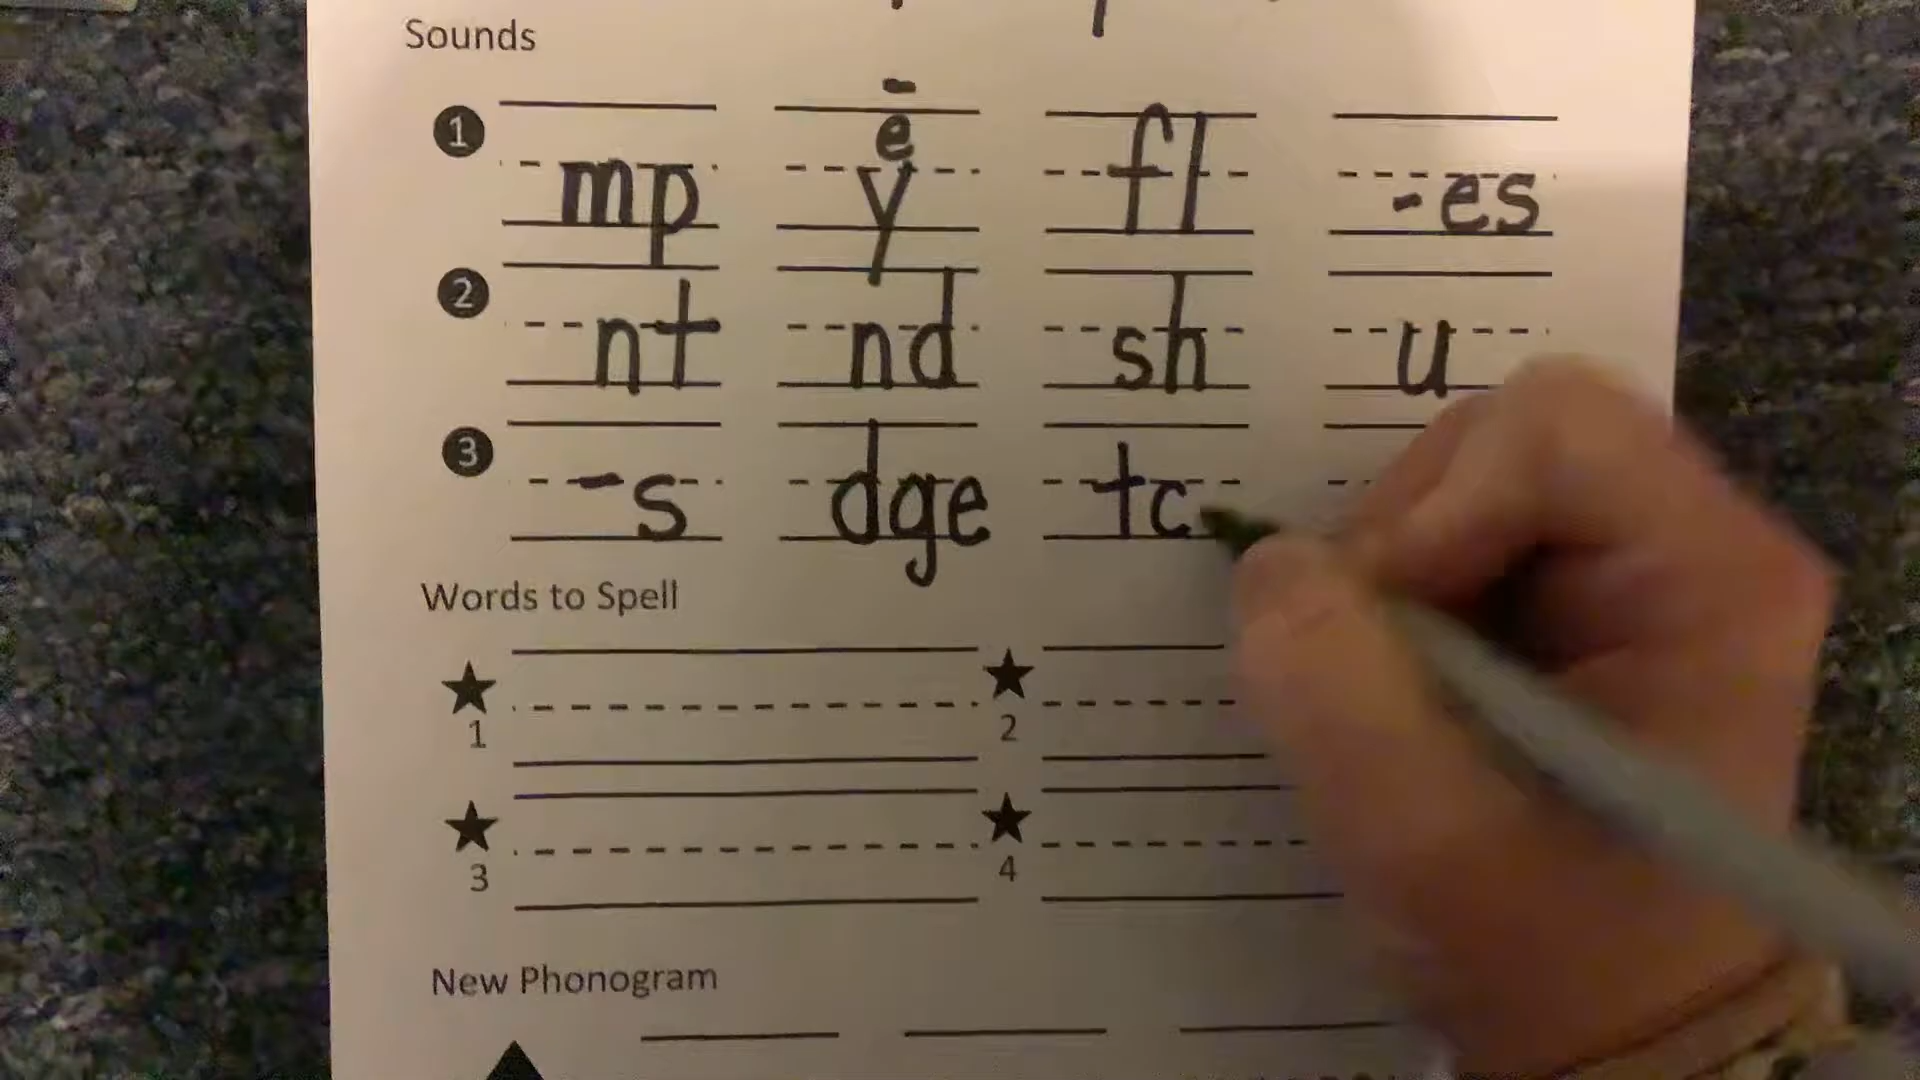 Sounds
ē
1 mp y fl -es
2 nt nd sh u
3 -s dge tc
Words to Spell
1 2
3 4
New Phonogram